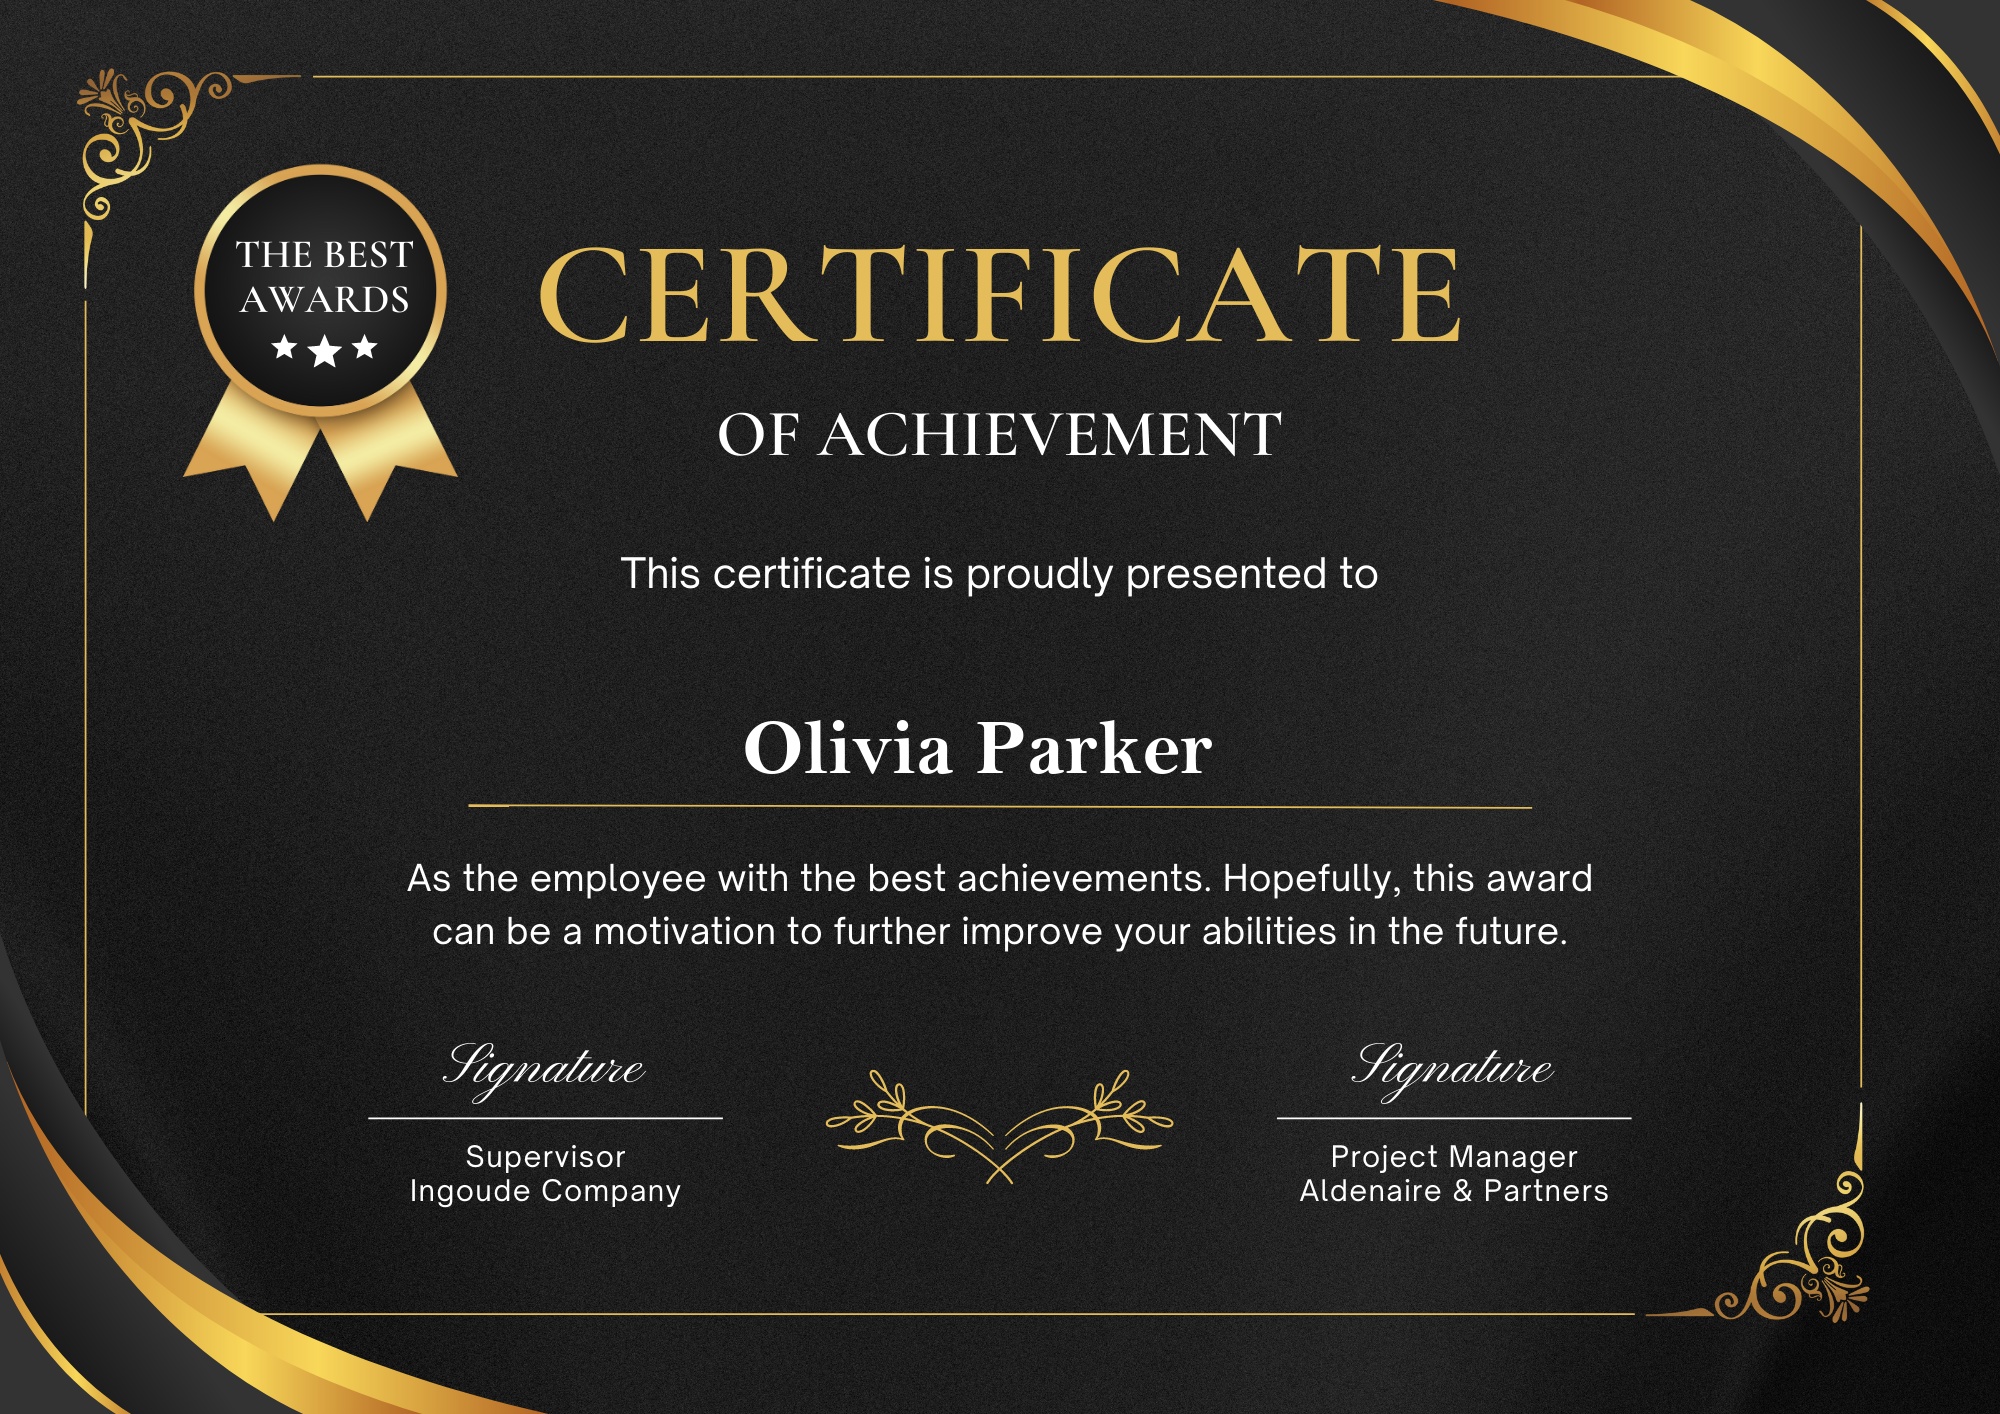 THE BEST
AWARDS
CERTIFICATE
OF ACHIEVEMENT
This certificate is proudly presented to
Olivia Parker
As the employee with the best achievements. Hopefully, this award
can be a motivation to further improve your abilities in the future.
Signature
Supervisor
Ingoude Company
Signature
Project Manager
Aldenaire & Partners